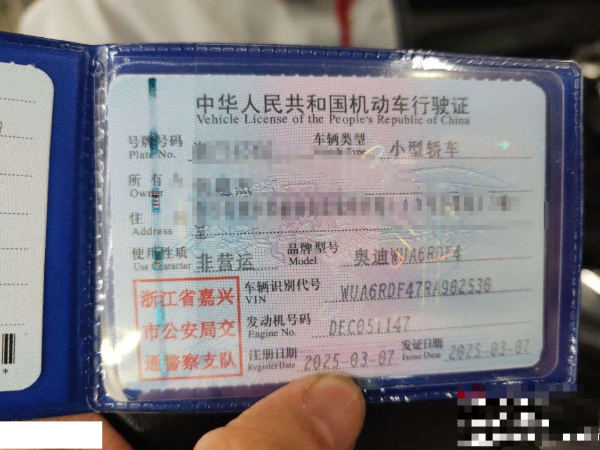 中华人民共和国机动车行驶证
Vehicle License of the People's Republic of China
号牌号码 车辆类型 小型轿车
Plate No.
所有
Owner
住
Address
使用性质 非营运 品牌型号 奥迪WUA6RDF4
Use Character Model
浙江省嘉兴
市公安局交
通警察支队
车辆识别代号 WUA6RDF47RA902530
VIN
发动机号码 DEC051147
Engine No.
注册日期 2025-03-07 发证日期 2025-03-07
Register Date Issue Date